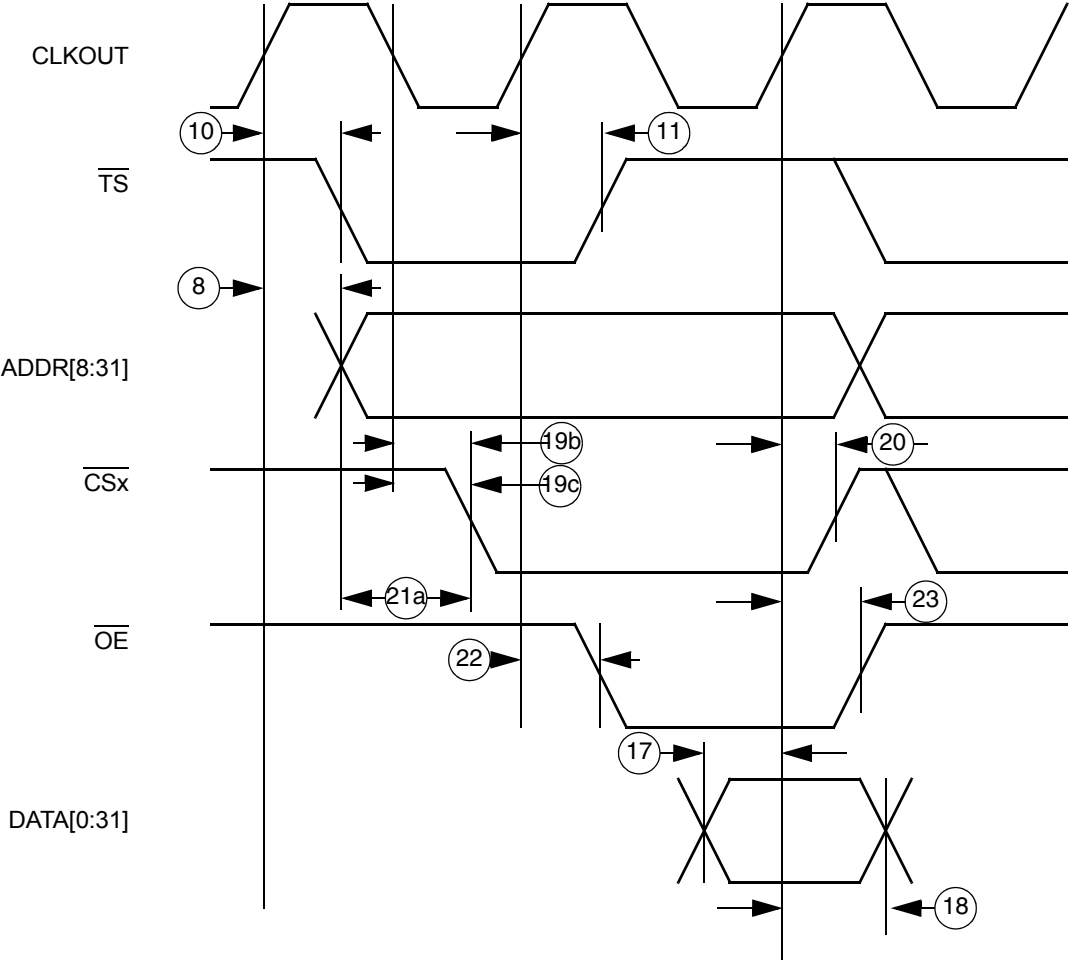 CLKOUT
10
11
TS
8
ADDR[8:31]
19b
20
CSx
19c
21a
23
OE
22
17
DATA[0:31]
18